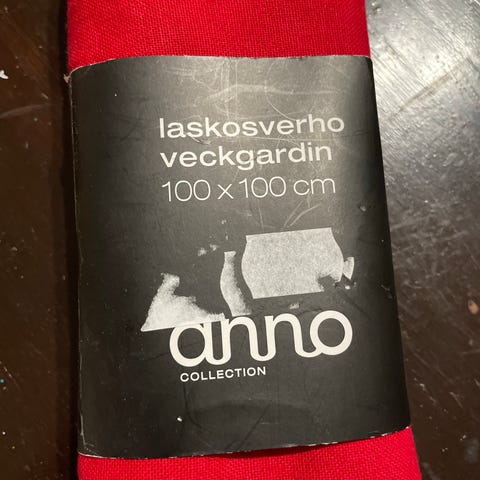 laskosverho
veckgardin
100 x 100 cm
anno
COLLECTION